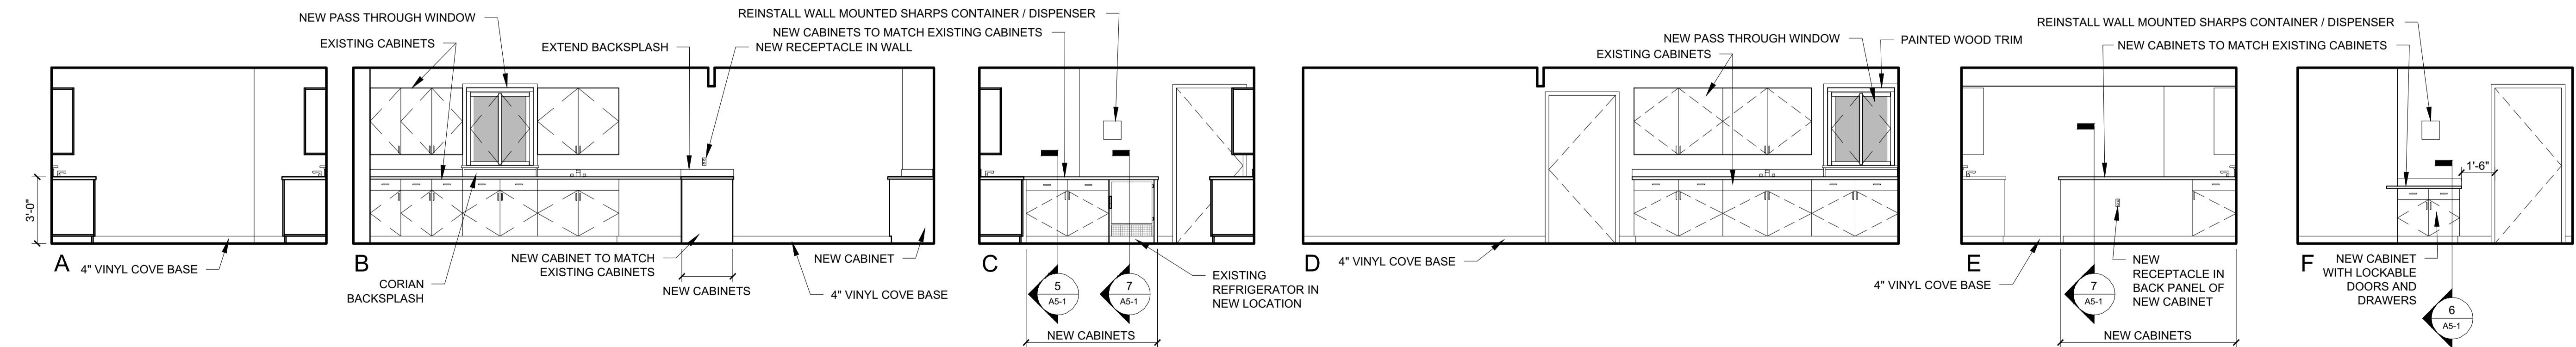 NEW PASS THROUGH WINDOW
EXISTING CABINETS
3'-0"
A
4" VINYL COVE BASE
REINSTALL WALL MOUNTED SHARPS CONTAINER / DISPENSER
NEW CABINETS TO MATCH EXISTING CABINETS
EXTEND BACKSPLASH
NEW RECEPTACLE IN WALL
B
CORIAN
BACKSPLASH
NEW CABINET TO MATCH
EXISTING CABINETS
NEW CABINETS
4" VINYL COVE BASE
NEW CABINET
C
5
A5-1
7
A5-1
NEW CABINETS
EXISTING
REFRIGERATOR IN
NEW LOCATION
NEW PASS THROUGH WINDOW
EXISTING CABINETS
PAINTED WOOD TRIM
D
4" VINYL COVE BASE
REINSTALL WALL MOUNTED SHARPS CONTAINER / DISPENSER
NEW CABINETS TO MATCH EXISTING CABINETS
E
4" VINYL COVE BASE
7
A5-1
NEW
RECEPTACLE IN
BACK PANEL OF
NEW CABINET
NEW CABINETS
1'-6"
F
NEW CABINET
WITH LOCKABLE
DOORS AND
DRAWERS
6
A5-1